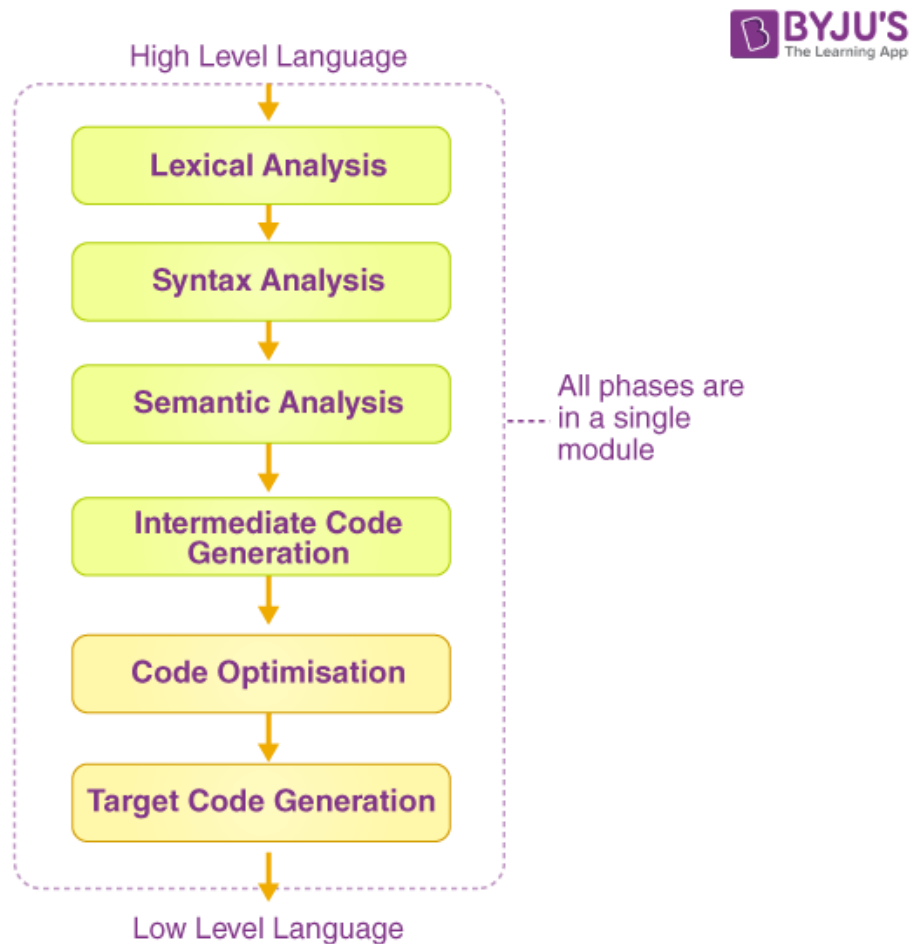 BYJU'S
The Learning App
High Level Language
Lexical Analysis
Syntax Analysis
Semantic Analysis
All phases are
in a single
module
Intermediate Code
Generation
Code Optimisation
Target Code Generation
Low Level Language